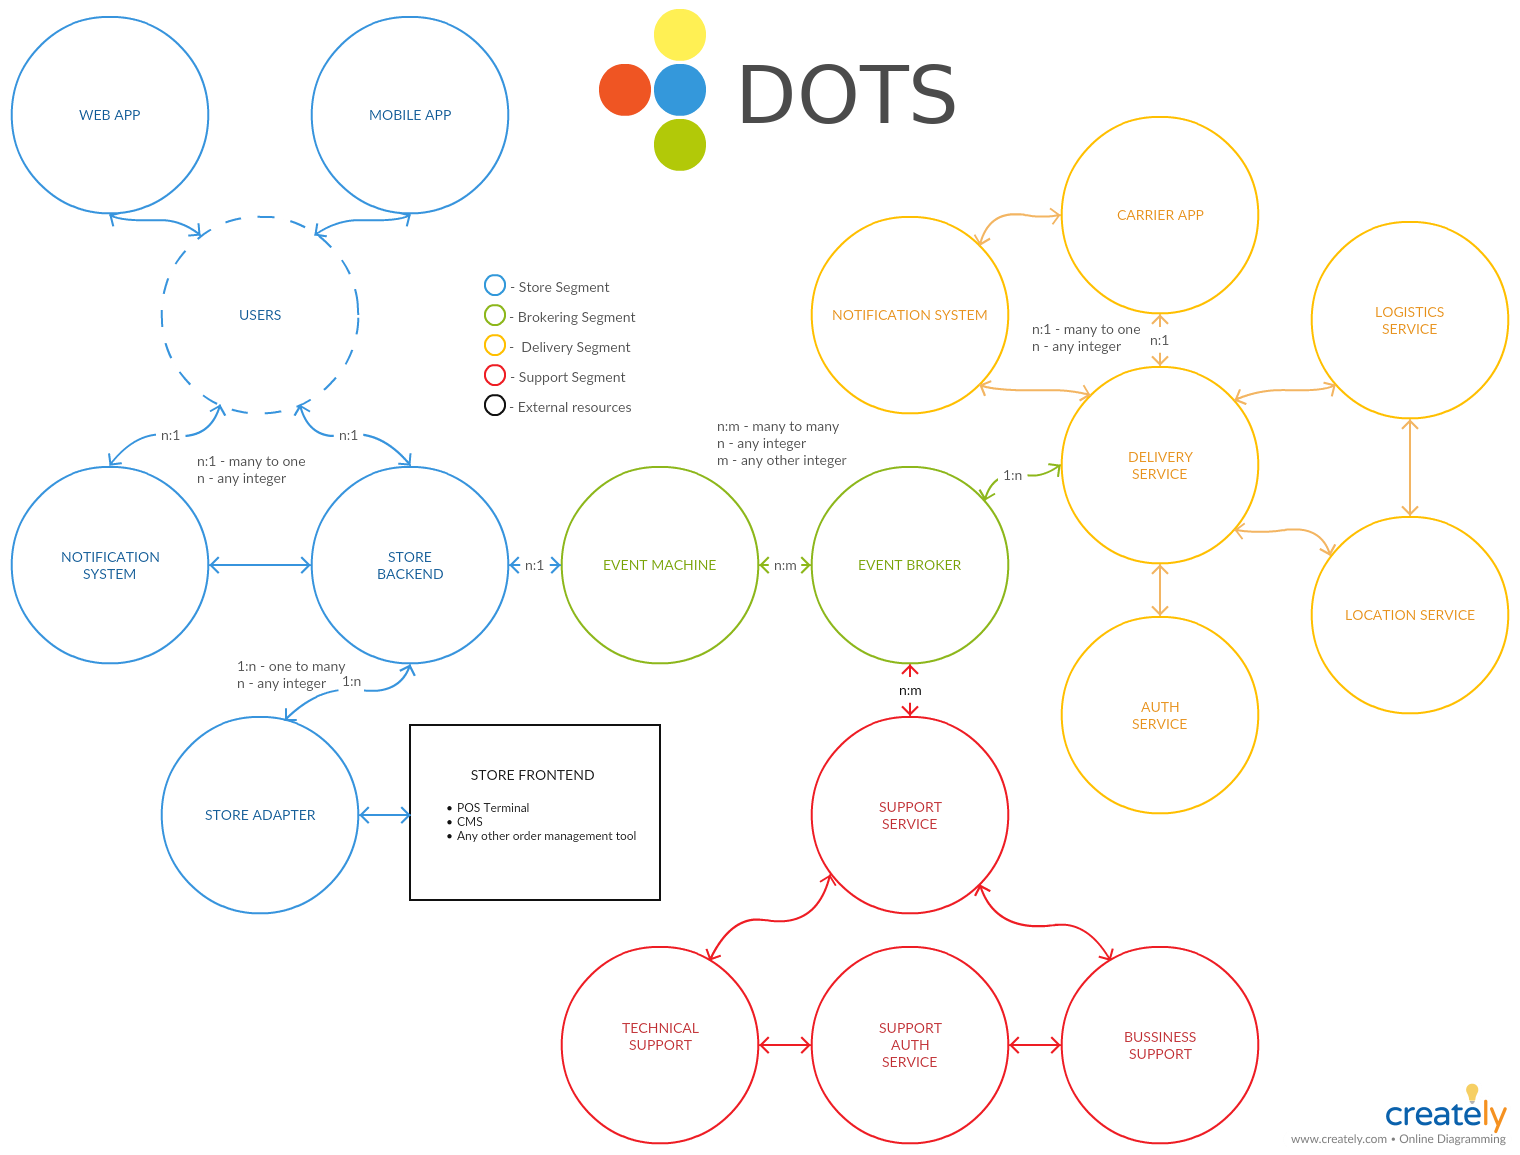 DOTS
WEB APP
MOBILE APP
USERS
- Store Segment
- Brokering Segment
- Delivery Segment
- Support Segment
- External resources
n:1
n:1
n:1 - many to one
n - any integer
NOTIFICATION
SYSTEM
STORE
BACKEND
n:1
EVENT MACHINE
n:m
EVENT BROKER
n:m - many to many
n - any integer
m - any other integer
1:n
NOTIFICATION SYSTEM
CARRIER APP
n:1 - many to one
n - any integer
n:1
LOGISTICS
SERVICE
DELIVERY
SERVICE
LOCATION SERVICE
AUTH
SERVICE
1:n - one to many
n - any integer
1:n
STORE ADAPTER
STORE FRONTEND
• POS Terminal
• CMS
• Any other order management tool
n:m
SUPPORT
SERVICE
TECHNICAL
SUPPORT
SUPPORT
AUTH
SERVICE
BUSSINESS
SUPPORT
creately
www.creately.com • Online Diagramming